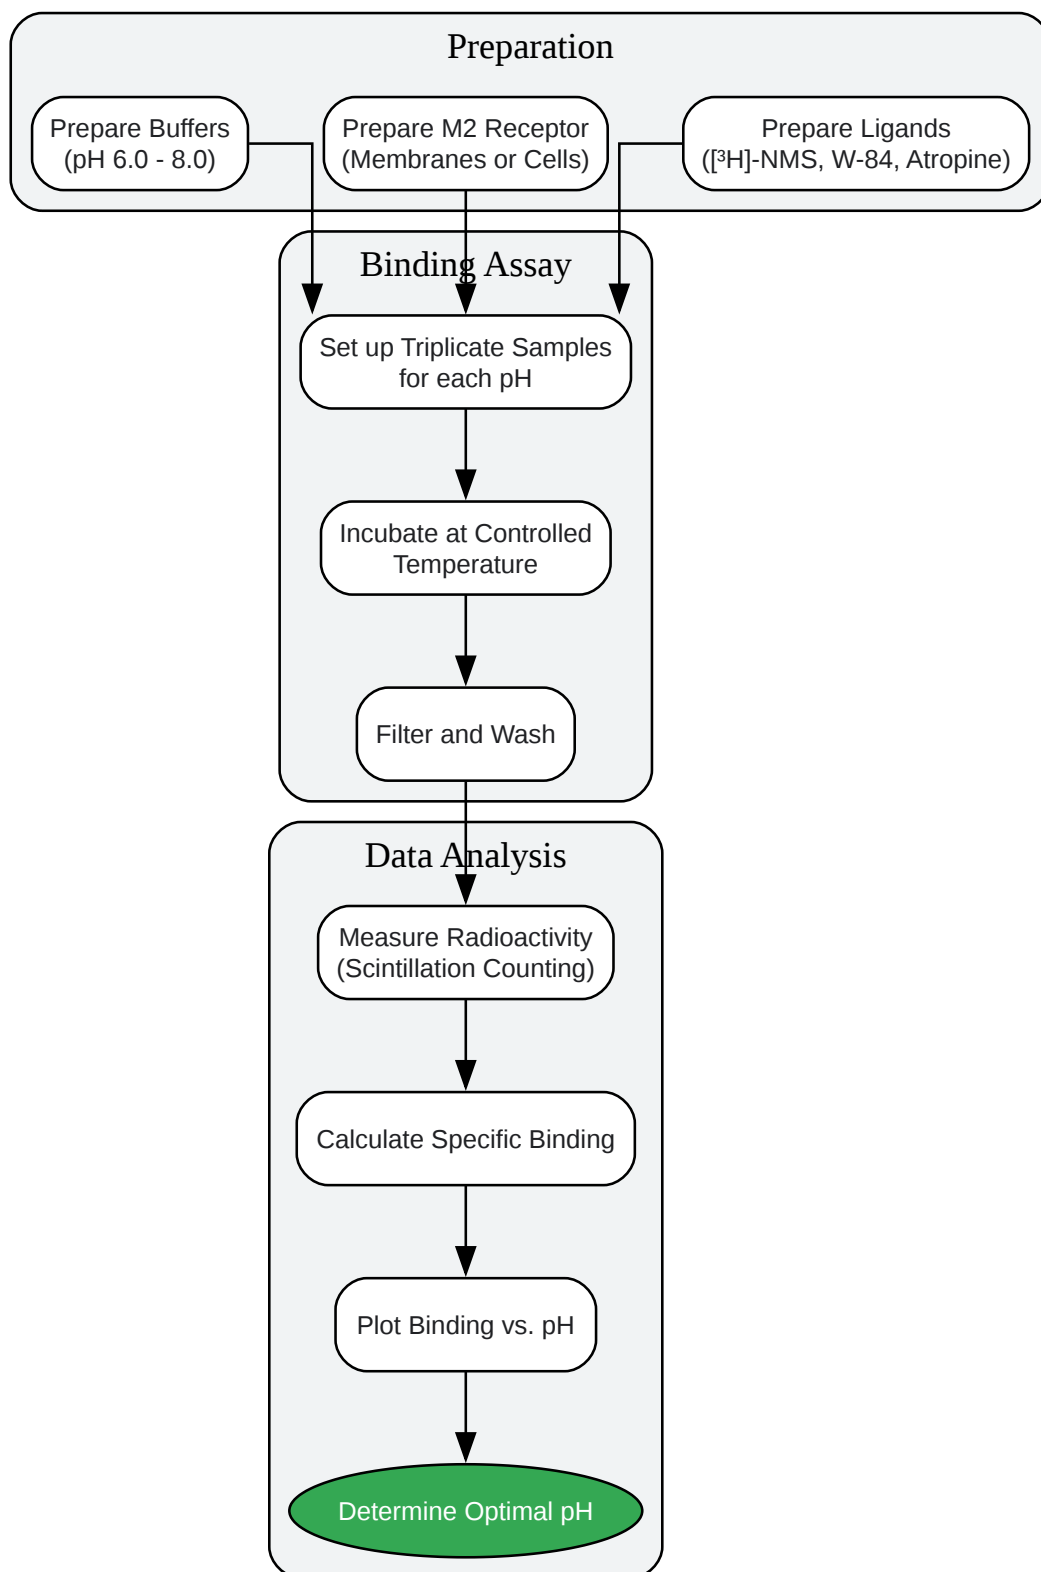 Preparation
Prepare Buffers
(pH 6.0 - 8.0)
Prepare M2 Receptor
(Membranes or Cells)
Prepare Ligands
([³H]-NMS, W-84, Atropine)
Binding Assay
Set up Triplicate Samples
for each pH
Incubate at Controlled
Temperature
Filter and Wash
Data Analysis
Measure Radioactivity
(Scintillation Counting)
Calculate Specific Binding
Plot Binding vs. pH
Determine Optimal pH